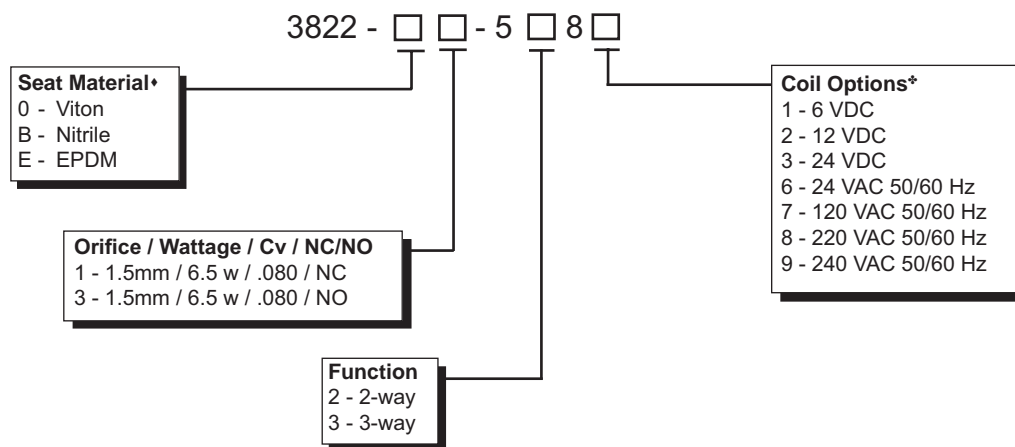 3822 - □ □ - 5 □ 8 □
Seat Material♦
0 - Viton
B - Nitrile
E - EPDM
Orifice / Wattage / Cv / NC/NO
1 - 1.5mm / 6.5 w / .080 / NC
3 - 1.5mm / 6.5 w / .080 / NO
Function
2 - 2-way
3 - 3-way
Coil Options✤
1 - 6 VDC
2 - 12 VDC
3 - 24 VDC
6 - 24 VAC 50/60 Hz
7 - 120 VAC 50/60 Hz
8 - 220 VAC 50/60 Hz
9 - 240 VAC 50/60 Hz